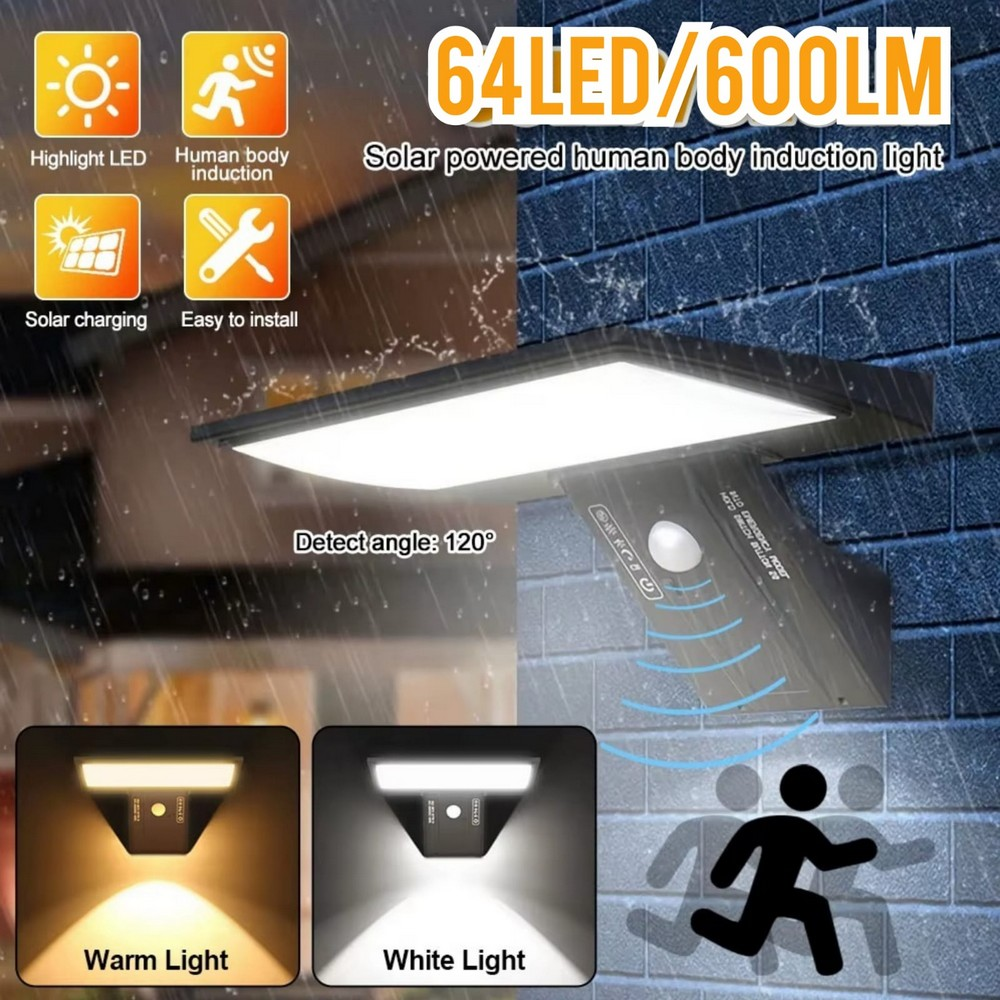 64LED/600LM
Solar powered human body induction light
Highlight LED
Human body
induction
Solar charging
Easy to install
Detect angle: 120°
Warm Light
White Light